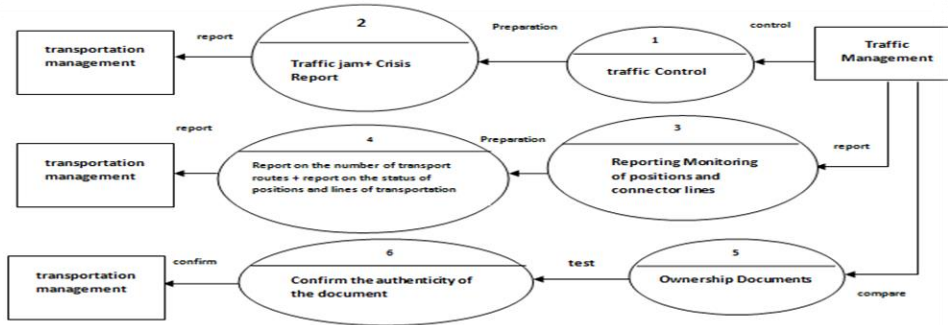 2
Preparation
control
report
1
transportation
management
Traffic jam+ Crisis
Report
traffic Control
Traffic
Management
report
4
Preparation
3
Report on the number of transport
routes + report on the status of
positions and lines of transportation
Reporting Monitoring
of positions and
connector lines
report
transportation
management
6
5
confirm
test
transportation
management
Confirm the authenticity of
the document
Ownership Documents
compare